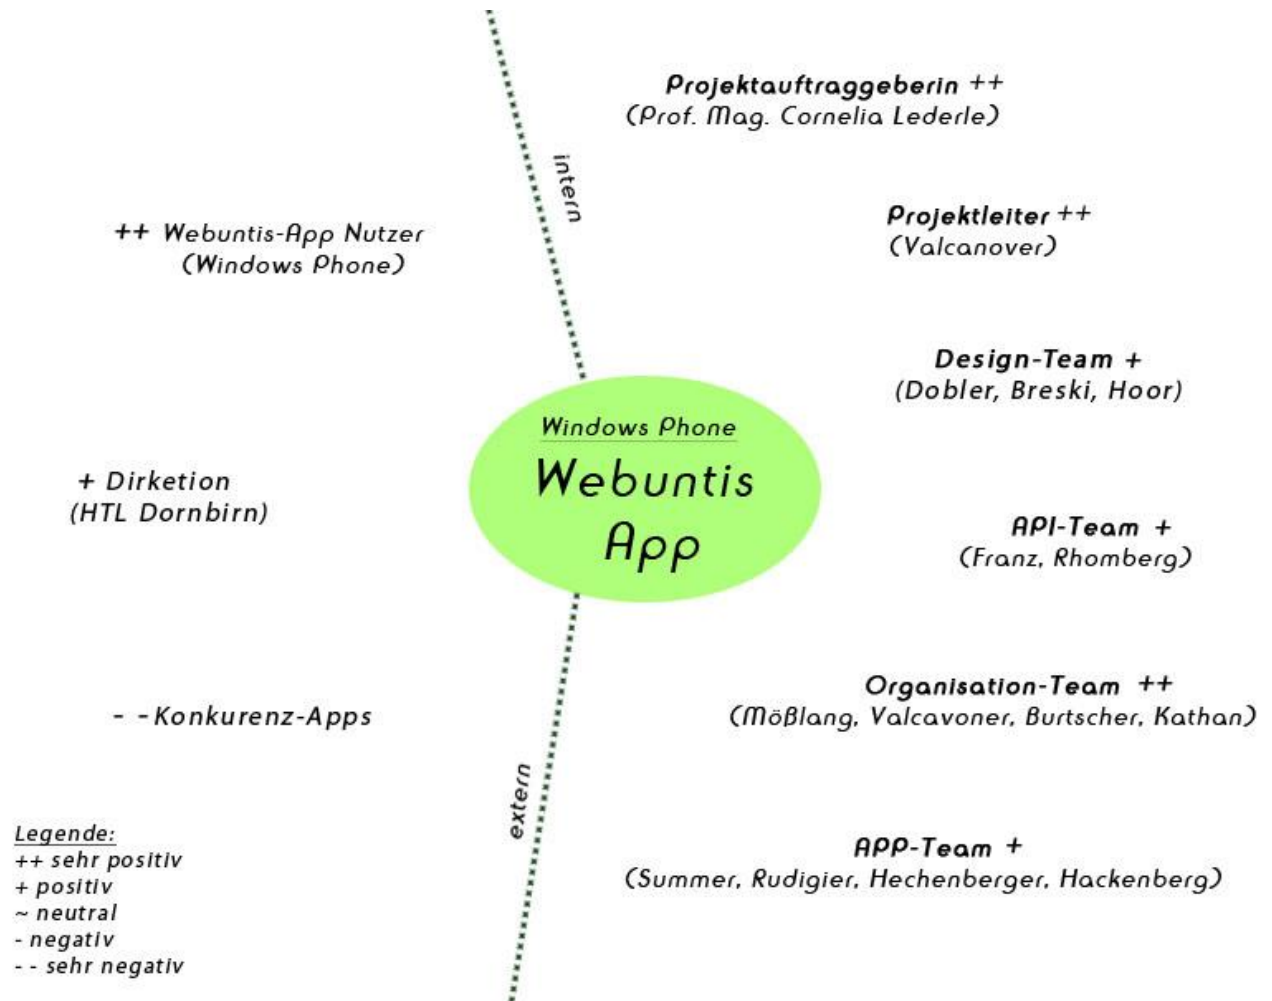 Projektauftraggeberin ++
(Prof. Mag. Cornelia Lederle)
intern
Projektleiter ++
(Valcanover)
++ Webuntis-App Nutzer
(Windows Phone)
Design-Team +
(Dobler, Breski, Hoor)
Windows Phone
Webuntis
App
+ Dirketion
(HTL Dornbirn)
API-Team +
(Franz, Rhomberg)
Organisation-Team ++
(Mößlang, Valcavoner, Burtscher, Kathan)
- - Konkurenz-Apps
extern
APP-Team +
(Summer, Rudigier, Hechenberger, Hackenberg)
Legende:
++ sehr positiv
+ positiv
~ neutral
- negativ
- - sehr negativ